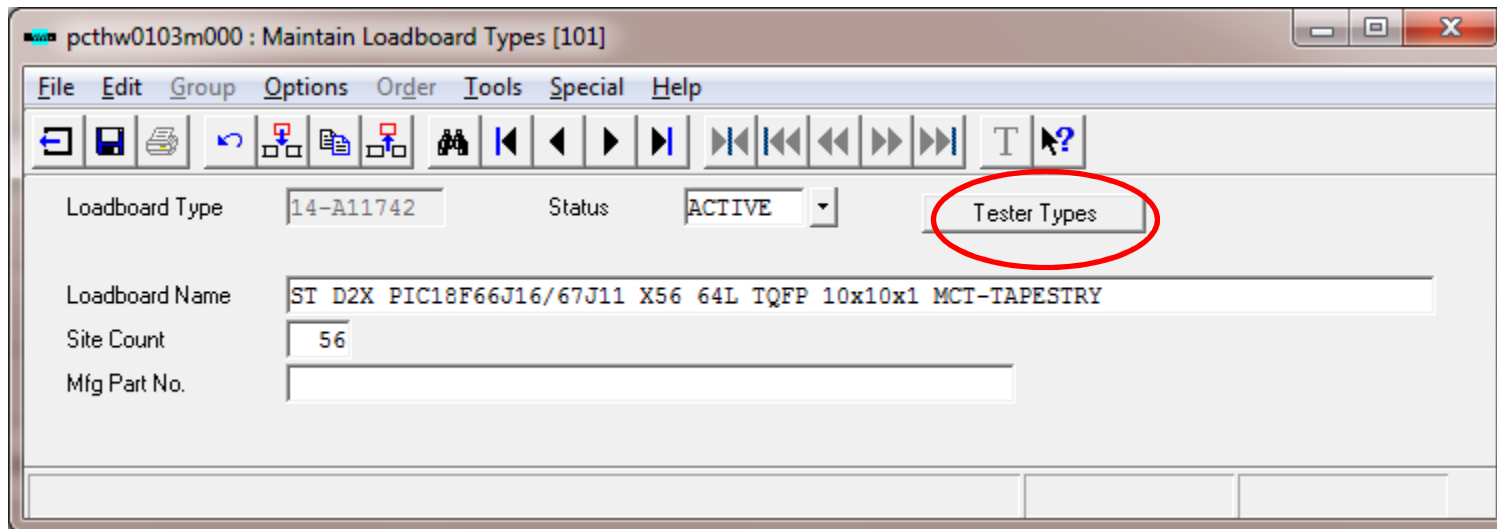 pcthw0103m000 : Maintain Loadboard Types [101]
File Edit Group Options Order Tools Special Help
T ?
Loadboard Type 14-A11742 Status ACTIVE Tester Types
Loadboard Name ST D2X PIC18F66J16/67J11 X56 64L TQFP 10x10x1 MCT-TAPESTRY
Site Count 56
Mfg Part No.